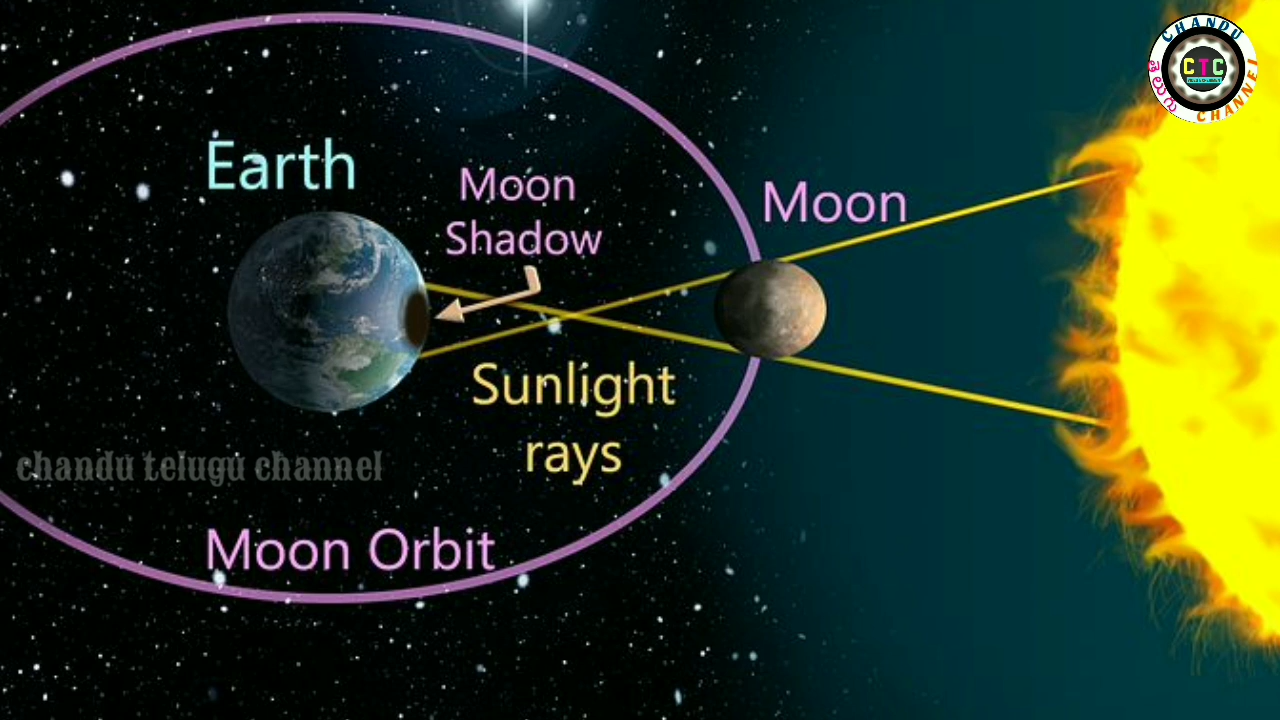 CHANDU
తెలుగు
CTC
CHANNEL
Earth
Moon
Shadow
Moon
Sunlight
rays
chandu telugu channel
Moon Orbit